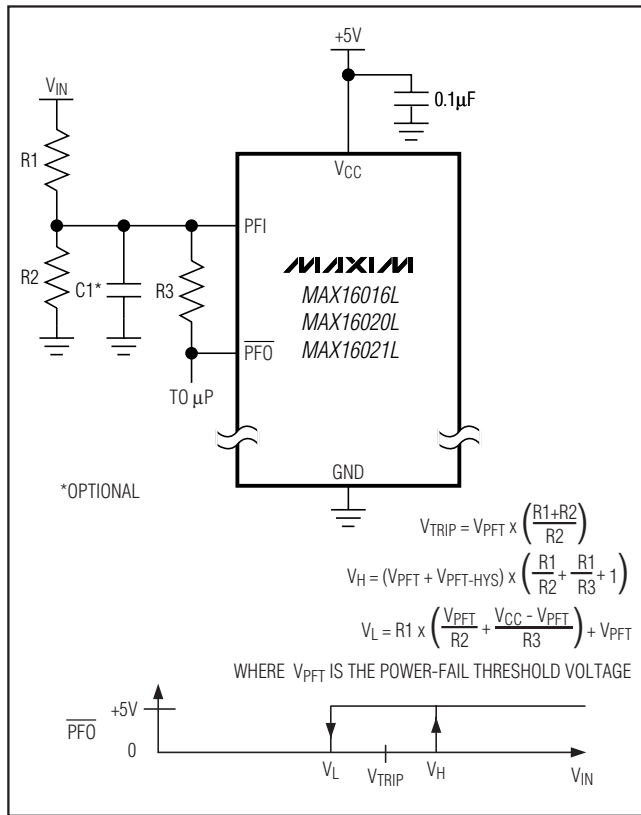 +5V
V_IN
0.1μF
R1
V_CC
PFI
R2
C1*
R3
MAXIM
MAX16016L
MAX16020L
MAX16021L
P̅F̅O̅
TO μP
GND
*OPTIONAL
V_TRIP = V_PFT x ((R1+R2)/R2)
V_H = (V_PFT + V_PFT-HYS) x (R1/R2 + R1/R3 + 1)
V_L = R1 x (V_PFT/R2 + (V_CC - V_PFT)/R3) + V_PFT
WHERE V_PFT IS THE POWER-FAIL THRESHOLD VOLTAGE
+5V
P̅F̅O̅
0
V_L
V_TRIP
V_H
V_IN